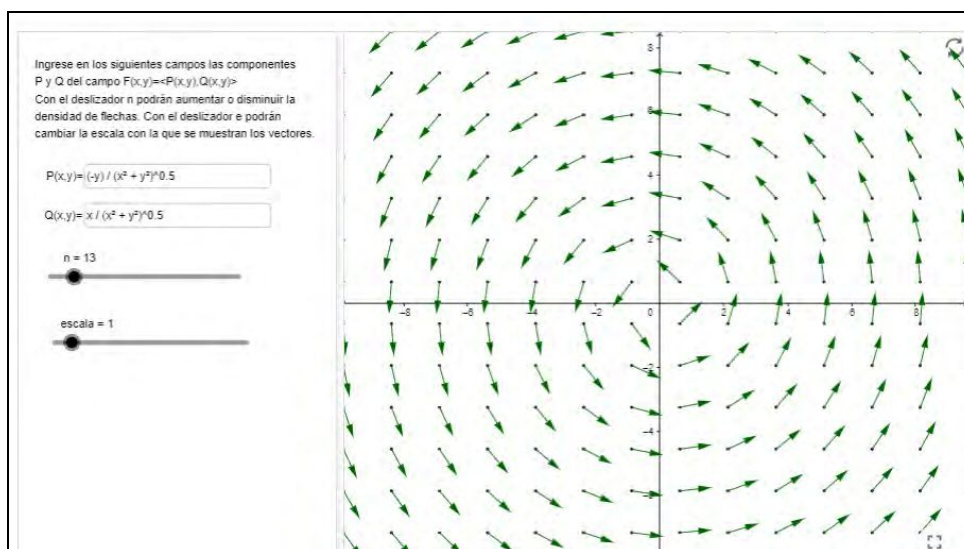 Ingrese en los siguientes campos las componentes
P y Q del campo F(x,y)=<P(x,y),Q(x,y)>
Con el deslizador n podrán aumentar o disminuir la
densidad de flechas. Con el deslizador e podrán
cambiar la escala con la que se muestran los vectores.
P(x,y)= (-y) / (x² + y²)^0.5
Q(x,y)= x / (x² + y²)^0.5
n = 13
escala = 1
8
6
4
2
-8 -6 -4 -2 0 2 4 6 8
-2
-4